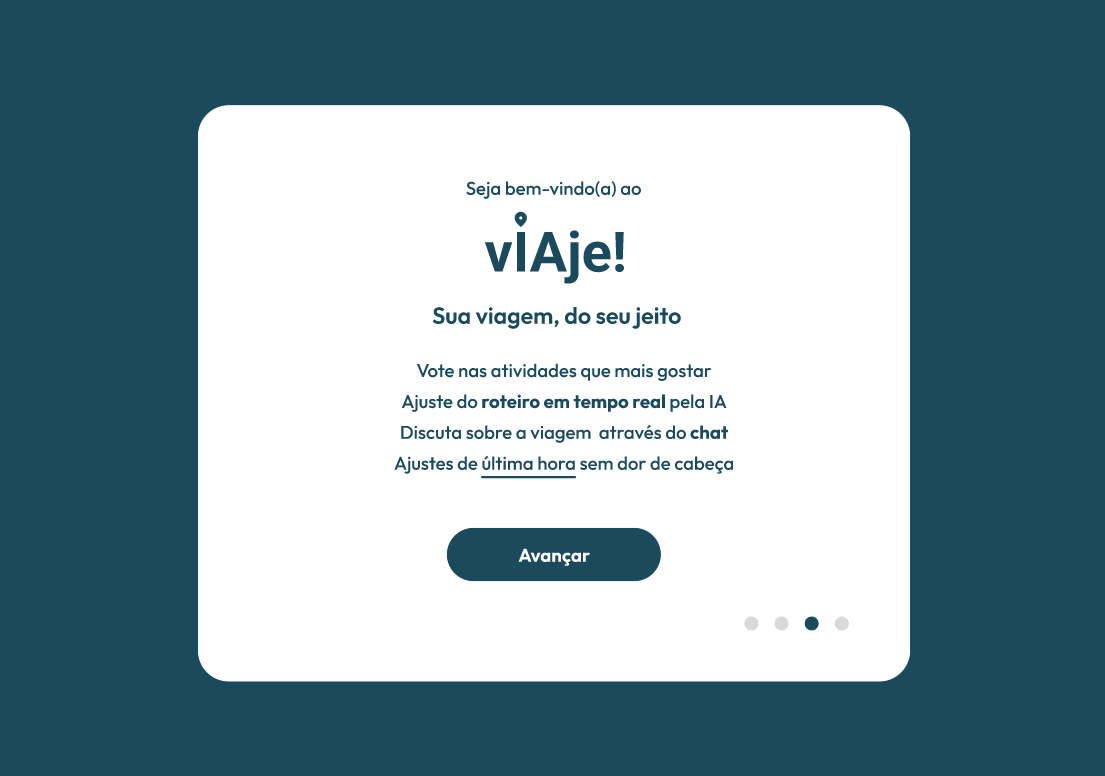 Seja bem-vindo(a) ao
vIAje!
Sua viagem, do seu jeito
Vote nas atividades que mais gostar
Ajuste do roteiro em tempo real pela IA
Discuta sobre a viagem  através do chat
Ajustes de última hora sem dor de cabeça
Avançar